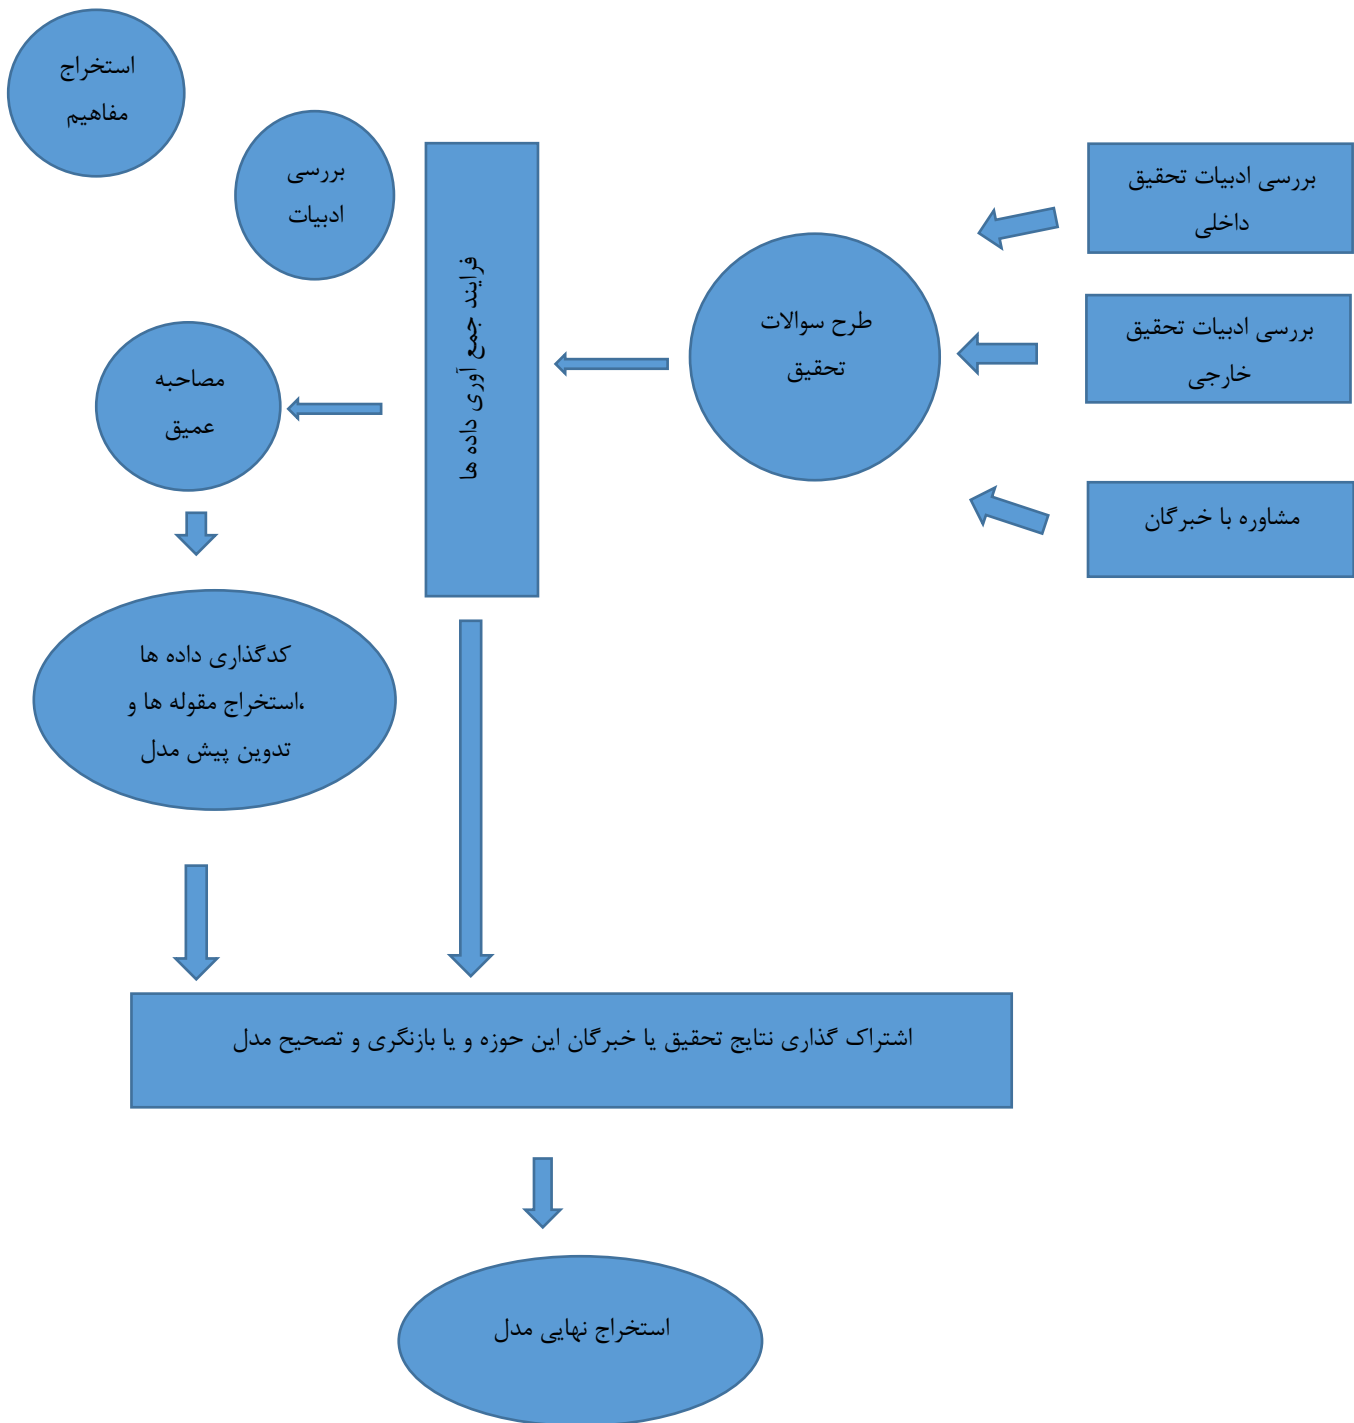 استخراج
مفاهیم
بررسی
ادبیات
بررسی ادبیات تحقیق
داخلی
فرایند جمع آوری داده ها
طرح سوالات
تحقیق
بررسی ادبیات تحقیق
خارجی
مصاحبه
عمیق
مشاوره با خبرگان
کدگذاری داده ها
،استخراج مقوله ها و
تدوین پیش مدل
اشتراک گذاری نتایج تحقیق یا خبرگان این حوزه و یا بازنگری و تصحیح مدل
استخراج نهایی مدل